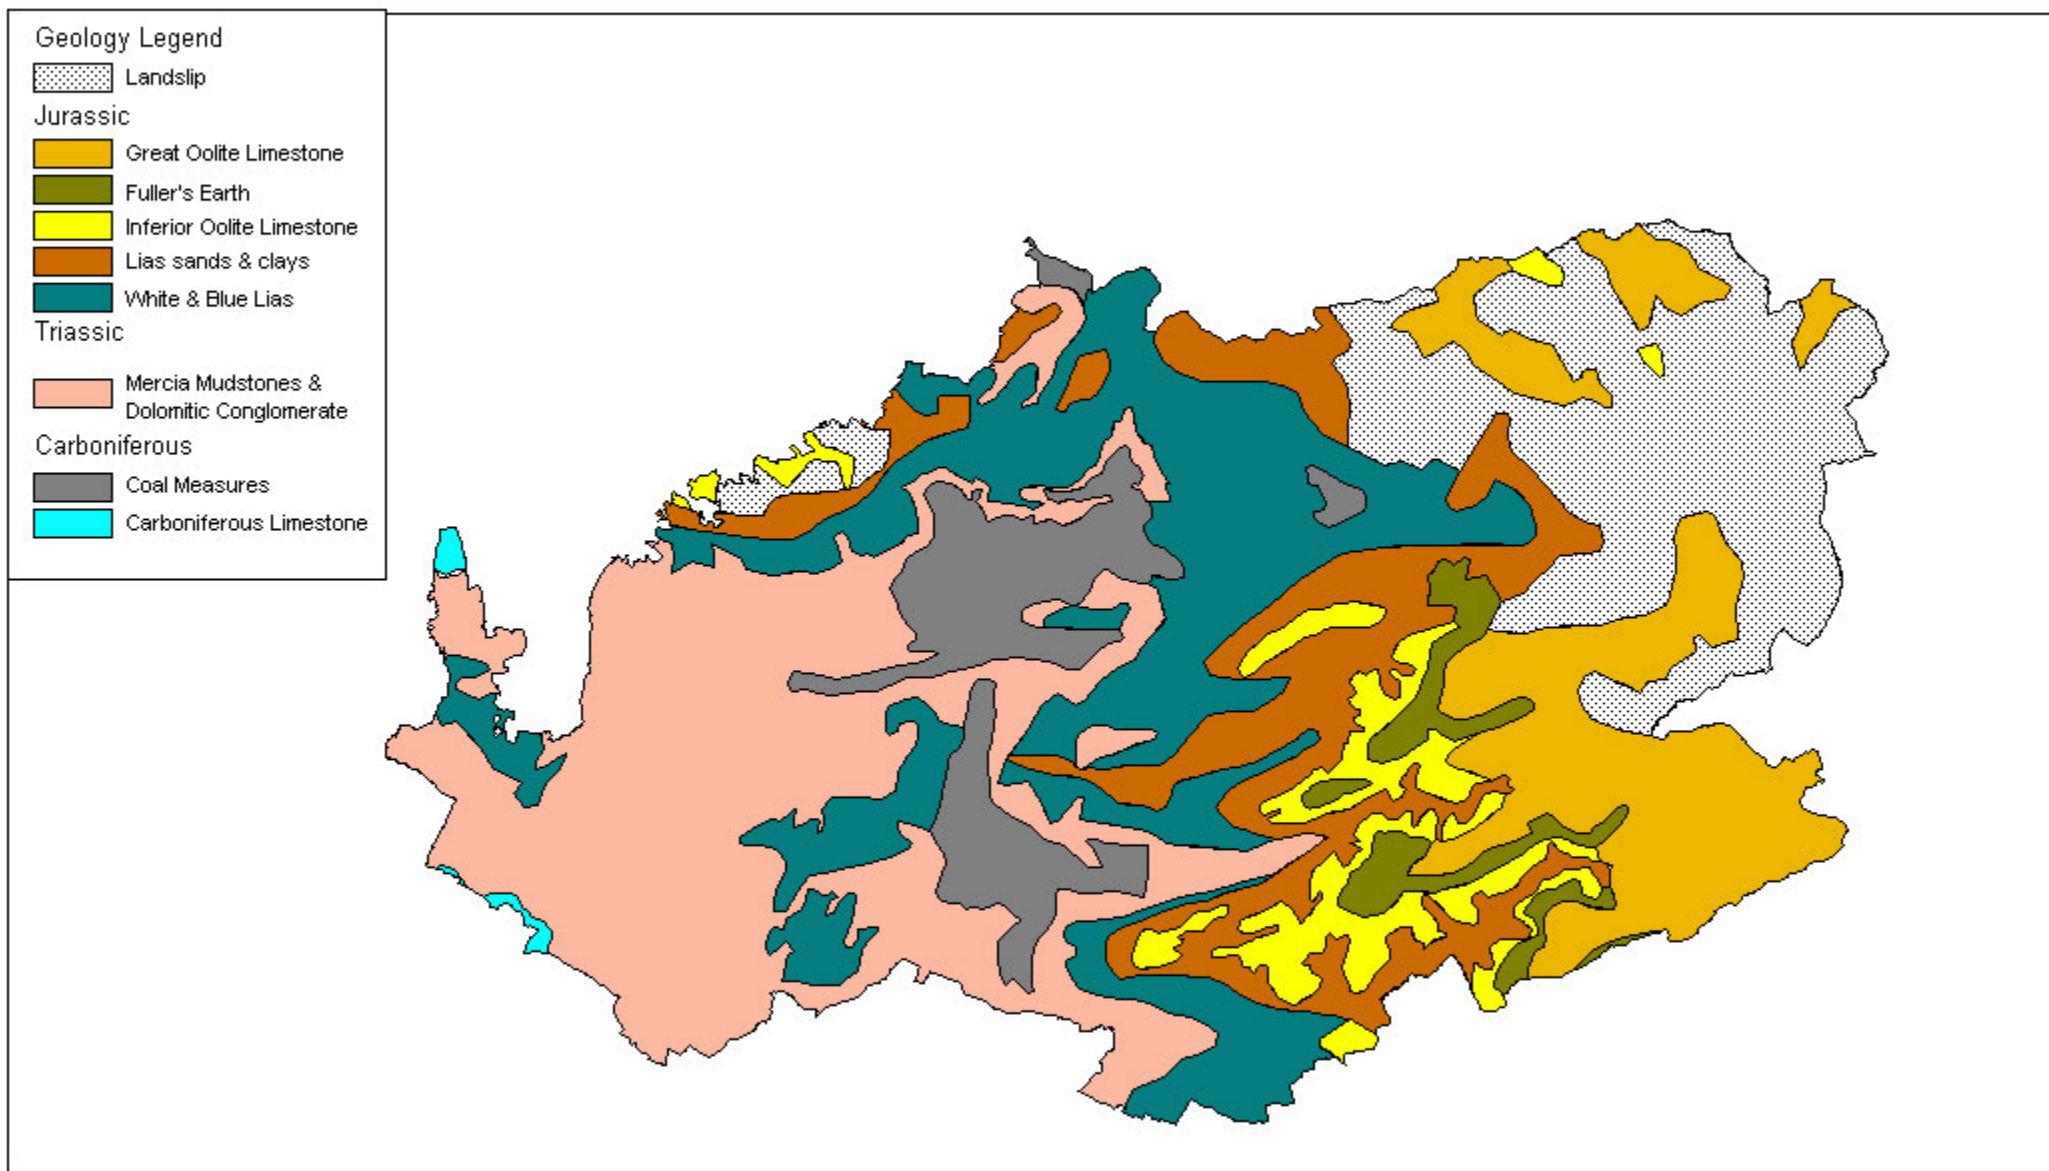 Geology Legend
Landslip
Jurassic
Great Oolite Limestone
Fuller's Earth
Inferior Oolite Limestone
Lias sands & clays
White & Blue Lias
Triassic
Mercia Mudstones &
Dolomitic Conglomerate
Carboniferous
Coal Measures
Carboniferous Limestone